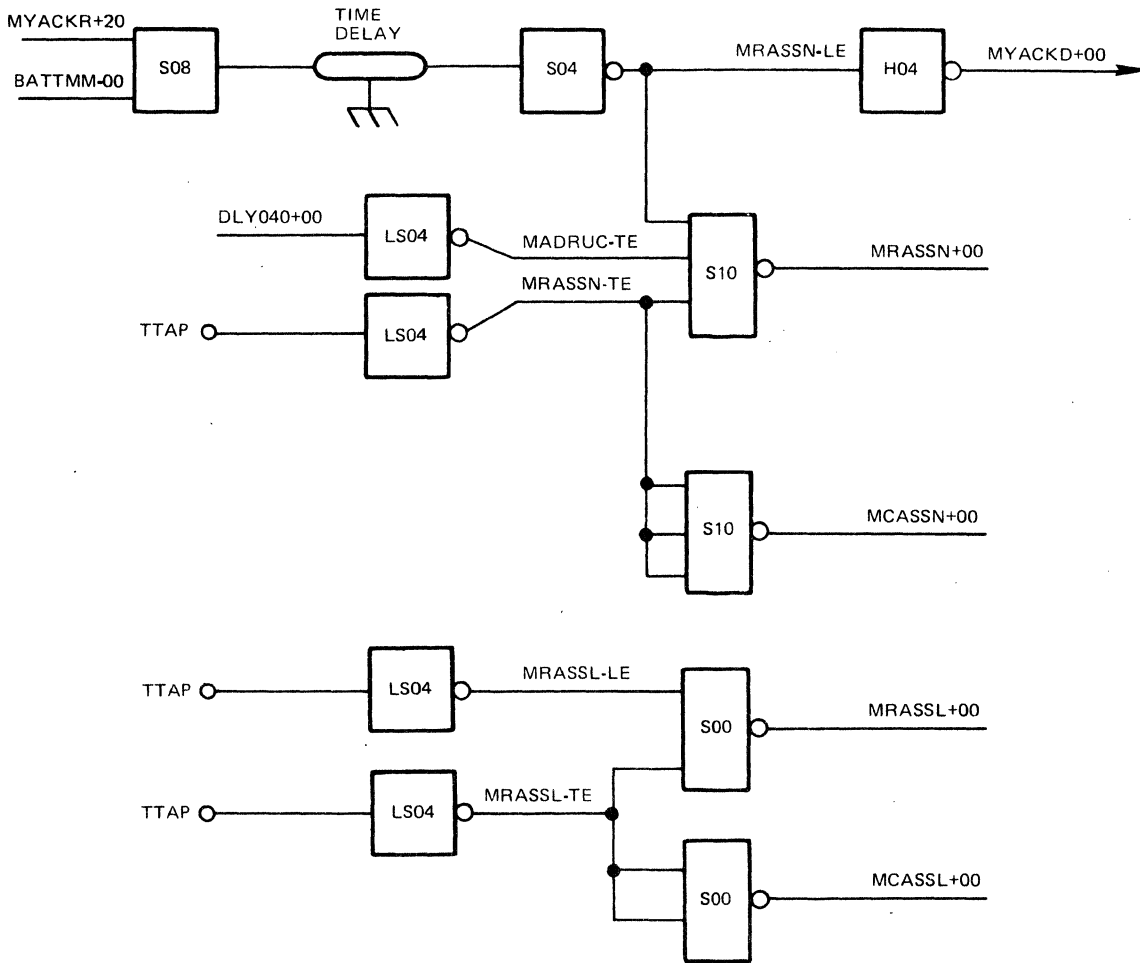 MYACKR+20
BATTMM-00
S08
TIME
DELAY
S04
MRASSN-LE
H04
MYACKD+00
DLY040+00
LS04
MADRUC-TE
MRASSN-TE
TTAP
LS04
S10
MRASSN+00
S10
MCASSN+00
TTAP
LS04
MRASSL-LE
S00
MRASSL+00
TTAP
LS04
MRASSL-TE
S00
MCASSL+00